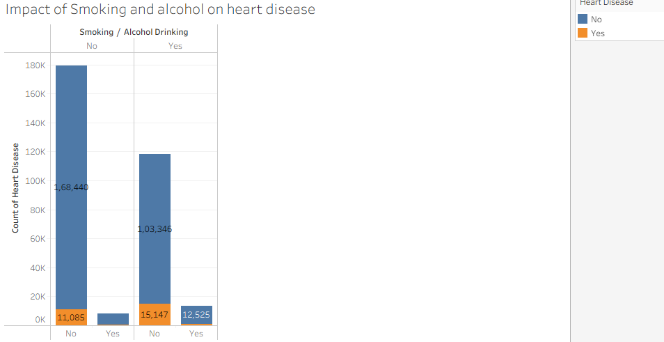 Impact of Smoking and alcohol on heart disease
Heart Disease
No
Yes
Smoking / Alcohol Drinking
No Yes
Count of Heart Disease
180K
160K
140K
120K
100K
80K
60K
40K
20K
0K
1,68,440
1,03,346
11,085
15,147
12,525
No Yes No Yes